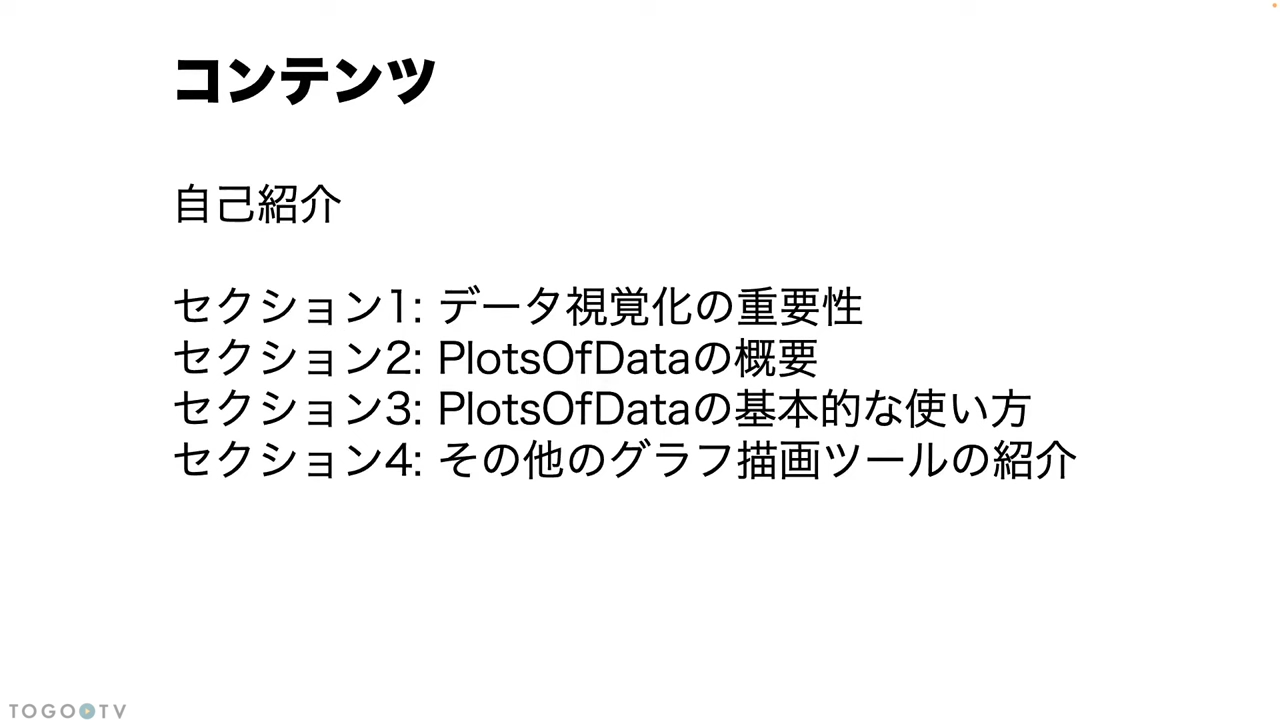 コンテンツ
自己紹介
セクション1: データ視覚化の重要性
セクション2: PlotsOfDataの概要
セクション3: PlotsOfDataの基本的な使い方
セクション4: その他のグラフ描画ツールの紹介
TOGO TV